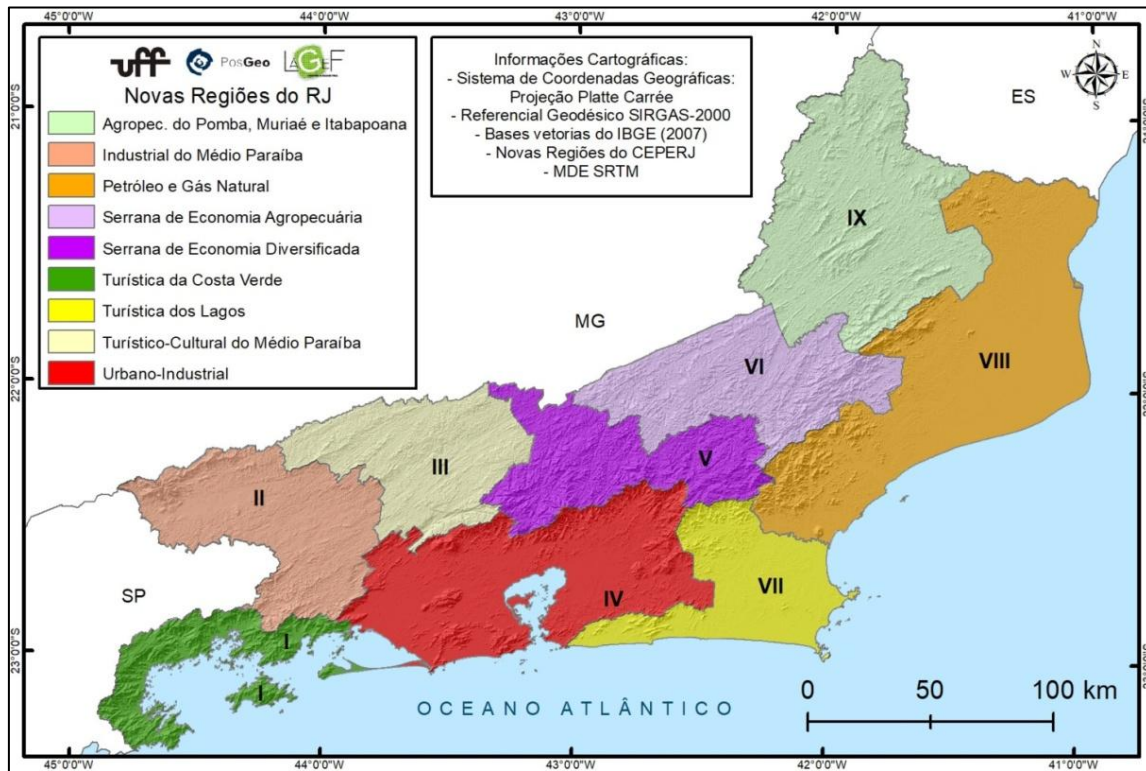 45°0'0"W 44°0'0"W 43°0'0"W 42°0'0"W 41°0'0"W
uff PosGeo LAGEF
Novas Regiões do RJ
Agropec. do Pomba, Muriaé e Itabapoana
Industrial do Médio Paraíba
Petróleo e Gás Natural
Serrana de Economia Agropecuária
Serrana de Economia Diversificada
Turística da Costa Verde
Turística dos Lagos
Turístico-Cultural do Médio Paraíba
Urbano-Industrial
Informações Cartográficas:
- Sistema de Coordenadas Geográficas:
Projeção Platte Carrée
- Referencial Geodésico SIRGAS-2000
- Bases vetorias do IBGE (2007)
- Novas Regiões do CEPERJ
- MDE SRTM
N
W E
S
ES
21°0'0"S
21°0'0"S
IX
MG
VI
VIII
22°0'0"S
V
III
II
SP
IV
VII
I
I
23°0'0"S
OCEANO ATLÂNTICO
0 50 100 km
45°0'0"W 44°0'0"W 43°0'0"W 42°0'0"W 41°0'0"W